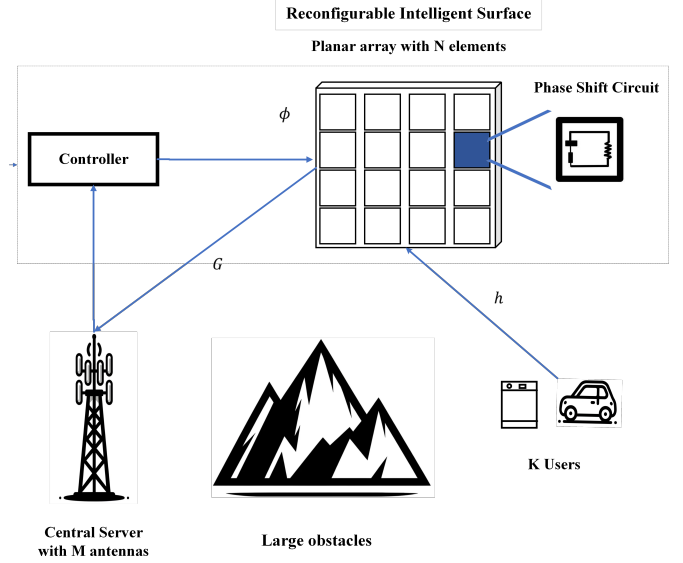 Reconfigurable Intelligent Surface
Planar array with N elements
Phase Shift Circuit
ϕ
Controller
G
h
K Users
Central Server
with M antennas
Large obstacles